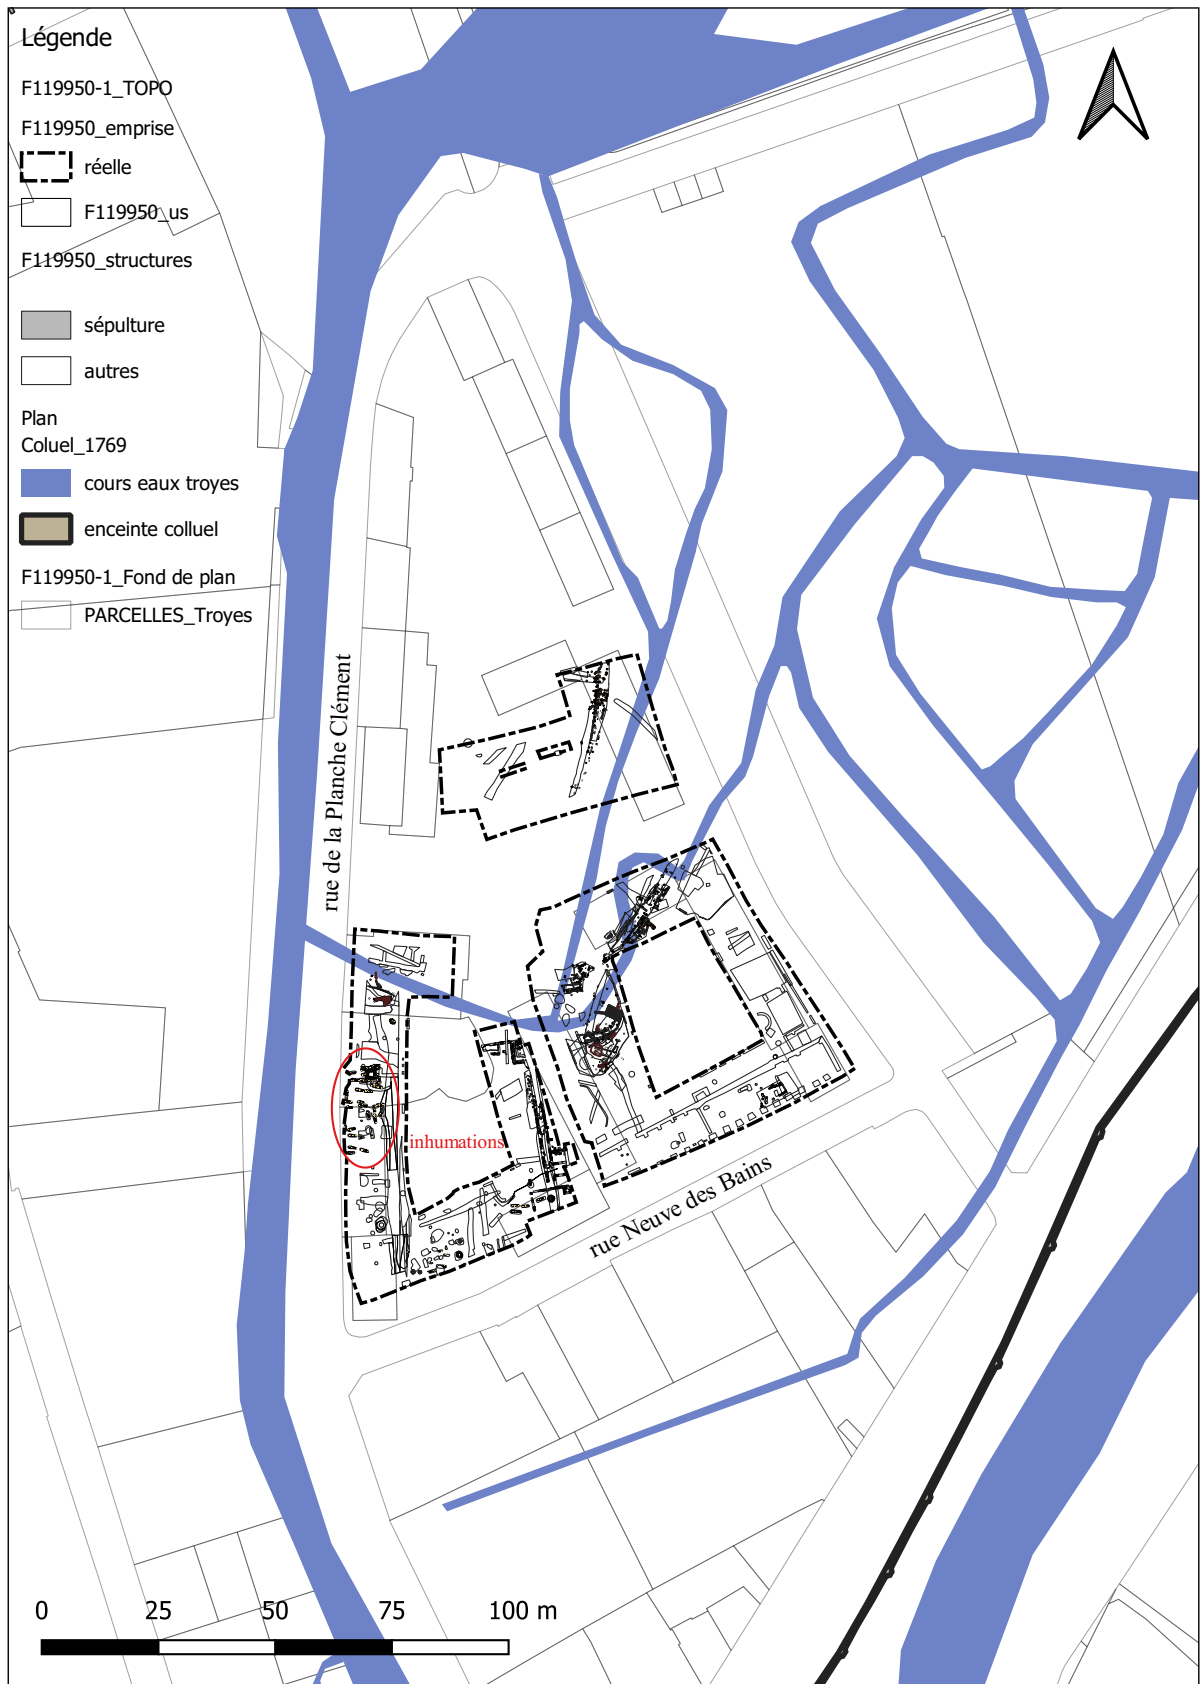 Légende
F119950-1_TOPO
F119950_emprise
réelle
F119950_us
F119950_structures
sépulture
autres
Plan
Coluel_1769
cours eaux troyes
enceinte colluel
F119950-1_Fond de plan
PARCELLES_Troyes
rue de la Planche Clément
inhumations
rue Neuve des Bains
0 25 50 75 100 m